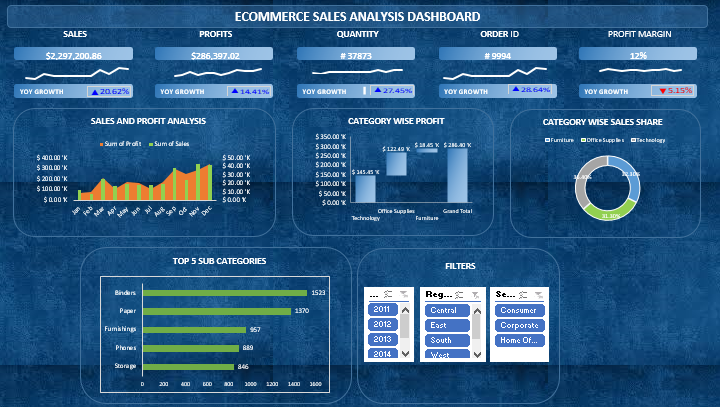 ECOMMERCE SALES ANALYSIS DASHBOARD
SALES PROFITS QUANTITY ORDER ID PROFIT MARGIN
$2,297,200.86 $286,397.02 # 37873 # 9994 12%
YOY GROWTH ▲ 20.62% YOY GROWTH ▲ 14.41% YOY GROWTH ▲ 27.45% YOY GROWTH ▲ 28.64% YOY GROWTH ▼ 5.15%
SALES AND PROFIT ANALYSIS
Sum of Profit Sum of Sales
$ 400.00 'K $ 50.00 'K
$ 300.00 'K $ 40.00 'K
$ 200.00 'K $ 30.00 'K
$ 100.00 'K $ 20.00 'K
$ 0.00 'K $ 10.00 'K
$ 0.00 'K
Jan Feb Mar Apr May Jun Jul Aug Sep Oct Nov Dec
CATEGORY WISE PROFIT
$ 350.00 'K
$ 300.00 'K
$ 250.00 'K
$ 200.00 'K
$ 150.00 'K
$ 100.00 'K
$ 50.00 'K
$ 0.00 'K
$ 145.45 'K $ 122.49 'K $ 18.45 'K $ 286.40 'K
Technology Office Supplies Furniture Grand Total
CATEGORY WISE SALES SHARE
Furniture Office Supplies Technology
31.30%
TOP 5 SUB CATEGORIES
Binders 1523
Paper 1370
Furnishings 957
Phones 889
Storage 846
0 200 400 600 800 1000 1200 1400 1600
FILTERS
... Reg... Se...
2011 Central Consumer
2012 East Corporate
2013 South Home Of...
2014 West